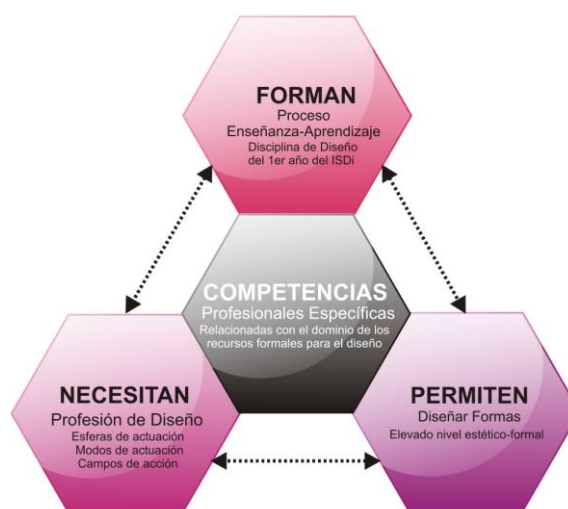 FORMAN
Proceso
Enseñanza-Aprendizaje
Disciplina de Diseño
del 1er año del ISDi
COMPETENCIAS
Profesionales Específicas
Relacionadas con el dominio de los
recursos formales para el diseño
NECESITAN
Profesión de Diseño
Esferas de actuación
Modos de actuación
Campos de acción
PERMITEN
Diseñar Formas
Elevado nivel estético-formal